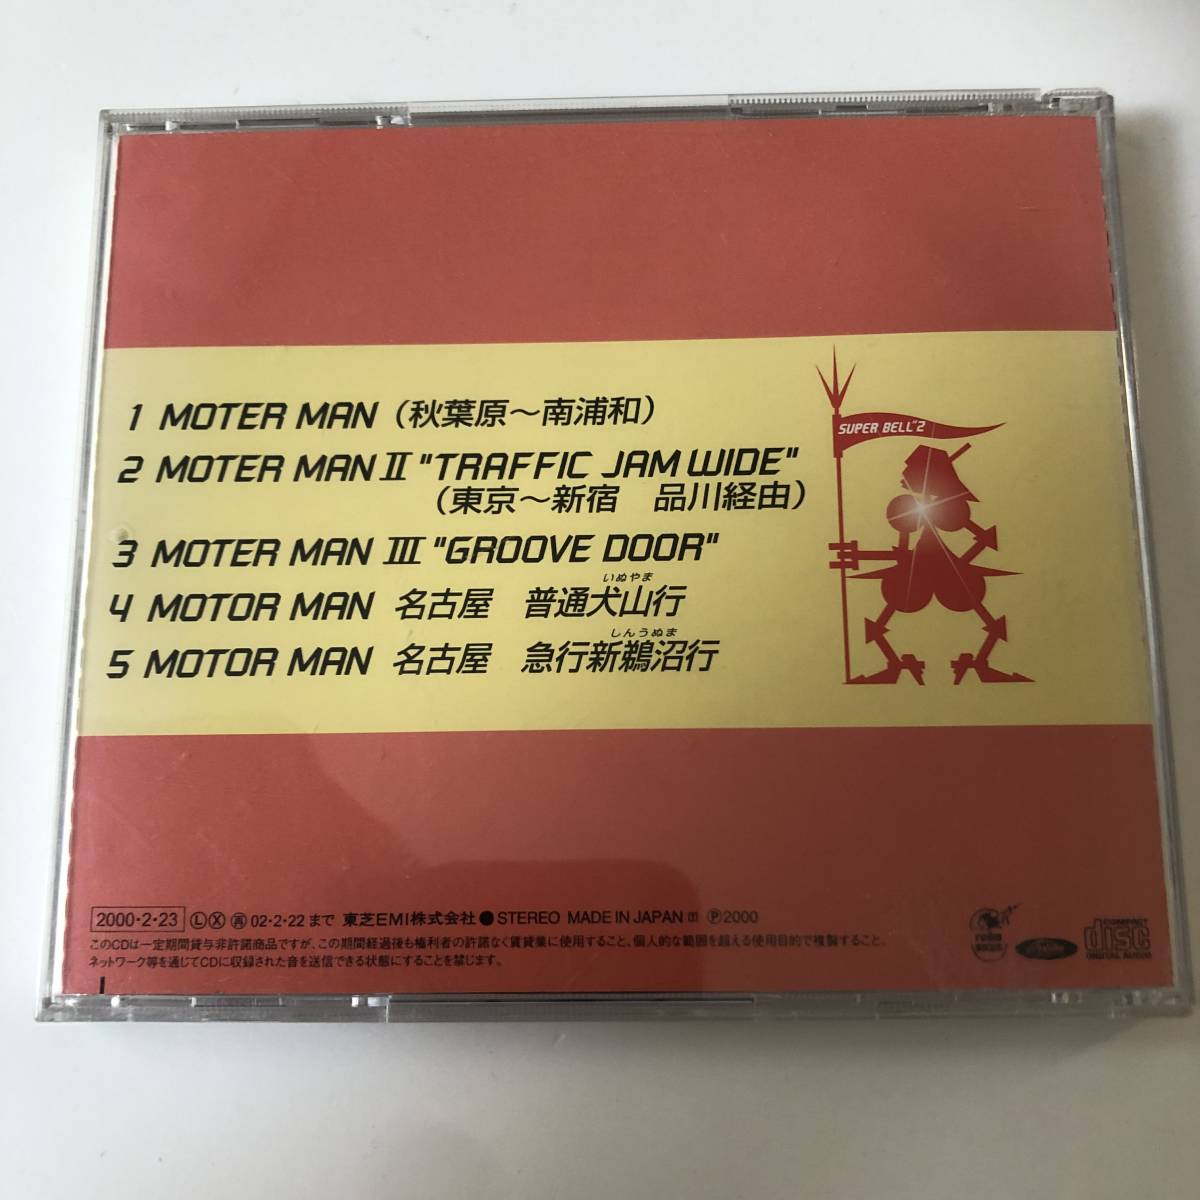 1 MOTER MAN (秋葉原～南浦和)
2 MOTER MAN II "TRAFFIC JAM WIDE"
(東京～新宿　品川経由)
3 MOTER MAN III "GROOVE DOOR"
いぬやま
4 MOTOR MAN 名古屋　普通犬山行
しんうぬま
5 MOTOR MAN 名古屋　急行新鵜沼行
SUPER BELL"Z
2000・2・23 Ⓛ Ⓧ 再 02・2・22 まで 東芝EMI株式会社● STEREO MADE IN JAPAN Ⓟ2000
このCDは一定期間貸与非許諾商品ですが、この期間経過後も権利者の許諾なく賃貸業に使用すること、個人的な範囲を超える使用目的で複製すること、
ネットワーク等を通じてCDに収録された音を送信できる状態にすることを禁じます。
COMPACT
disc
DIGITAL AUDIO